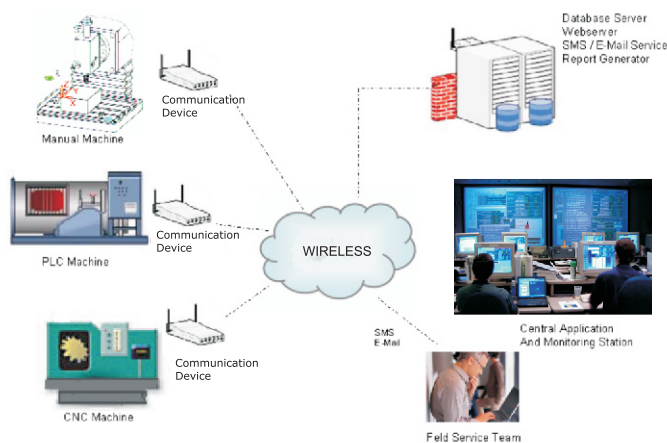 Database Server
Webserver
SMS / E-Mail Service
Report Generator
Communication
Device
Manual Machine
Communication
Device
PLC Machine
WIRELESS
SMS
E-Mail
Central Application
And Monitoring Station
Communication
Device
CNC Machine
Feld Service Team